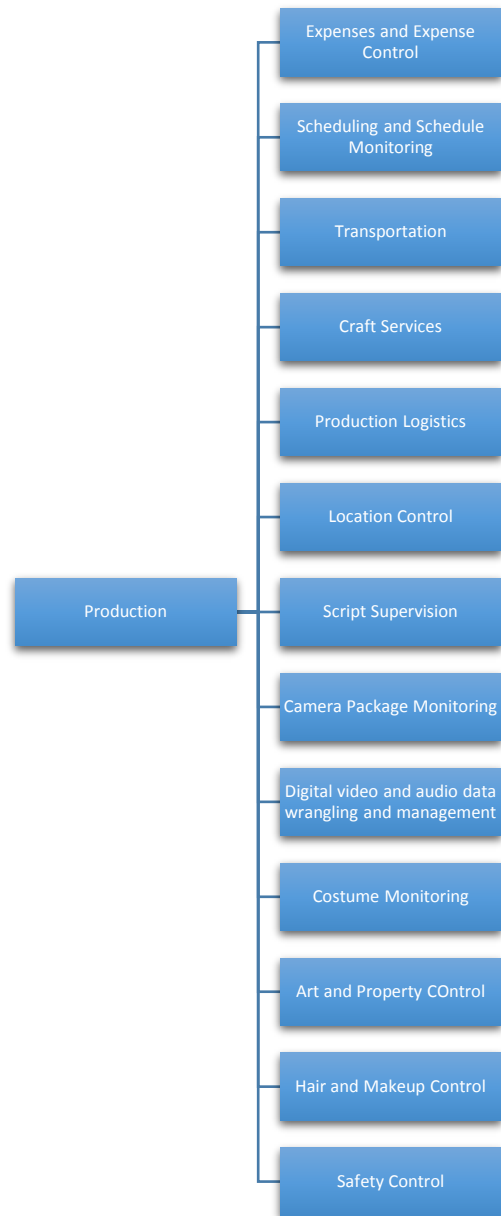 Expenses and Expense
Control
Scheduling and Schedule
Monitoring
Transportation
Craft Services
Production Logistics
Location Control
Production
Script Supervision
Camera Package Monitoring
Digital video and audio data
wrangling and management
Costume Monitoring
Art and Property COntrol
Hair and Makeup Control
Safety Control